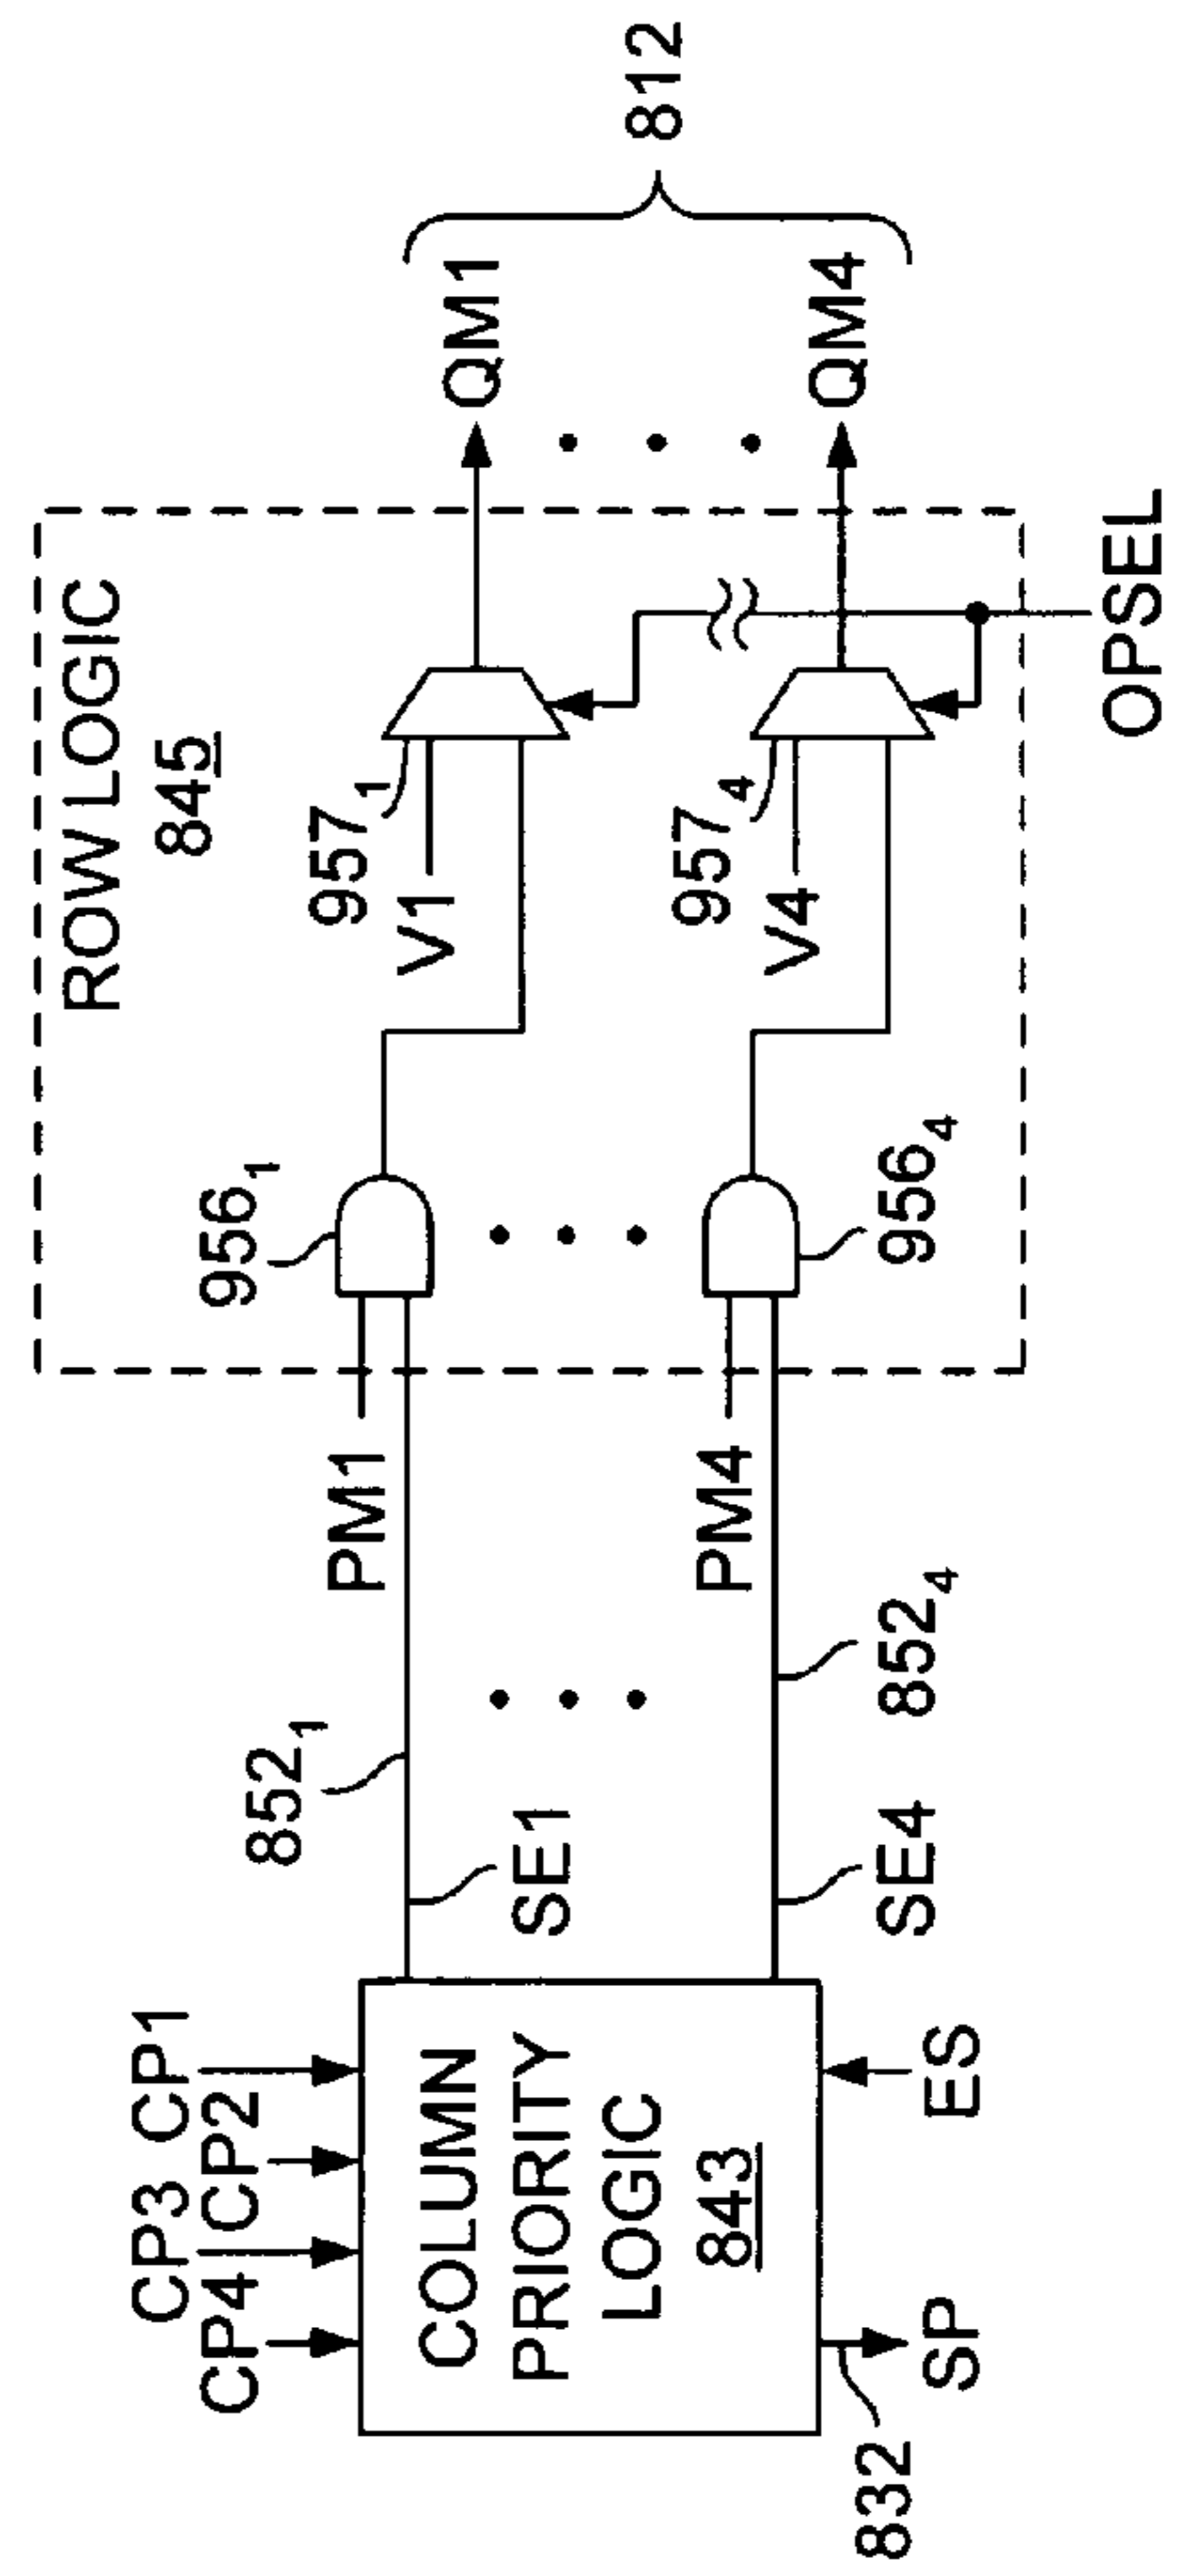 ROW LOGIC
845
CP3 CP1
CP4 CP2
COLUMN
PRIORITY
LOGIC
843
832
SP
ES
852₁
SE1
PM1
956₁
957₁
V1
QM1
812
SE4
852₄
PM4
956₄
957₄
V4
QM4
OPSEL